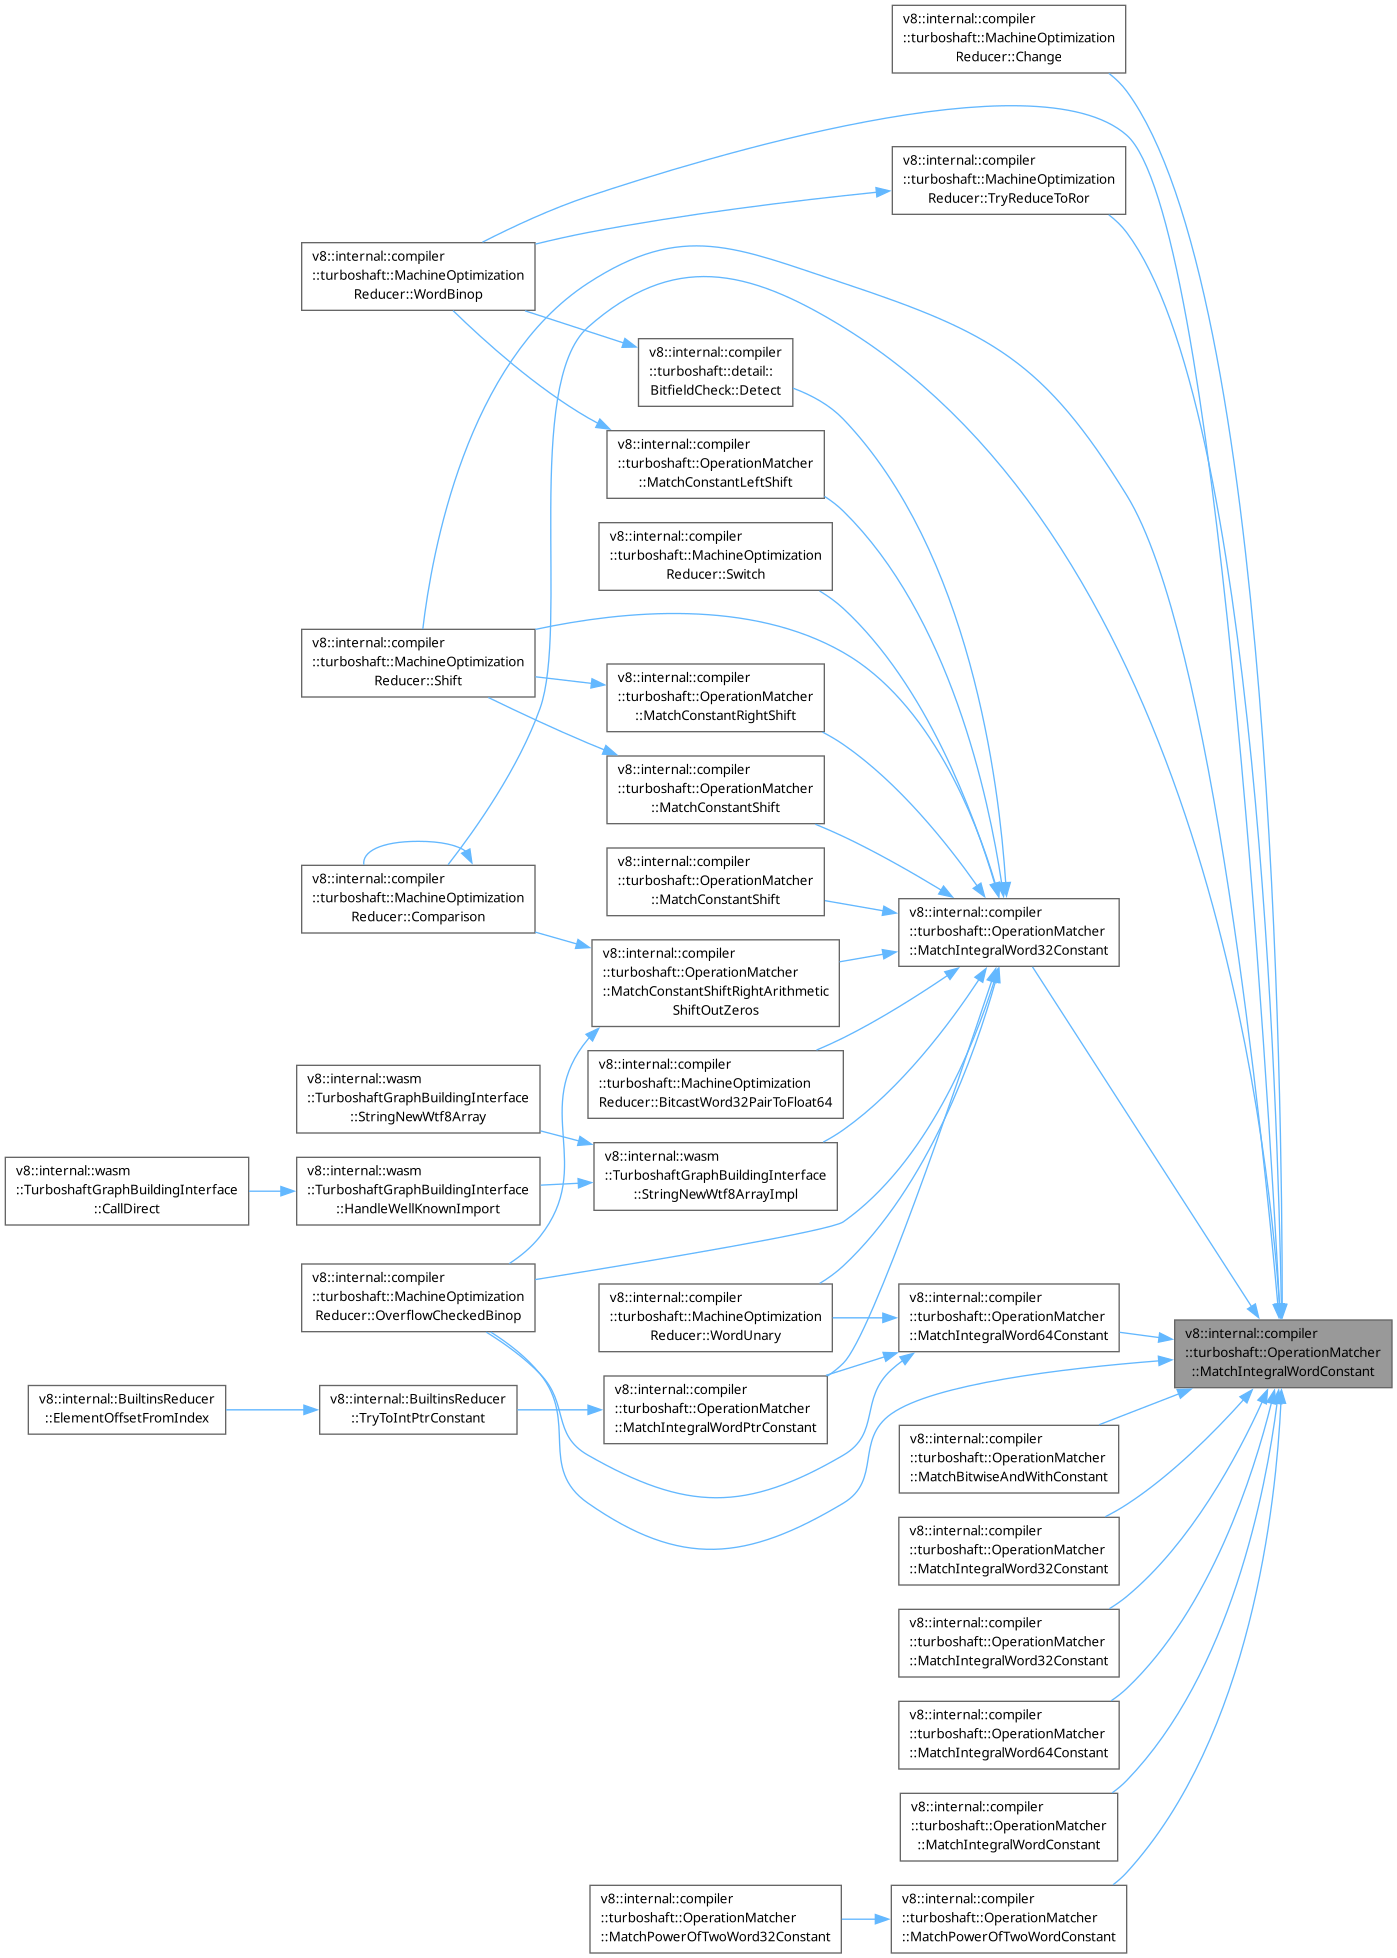 v8::internal::compiler
::turboshaft::MachineOptimization
Reducer::Change
v8::internal::compiler
::turboshaft::MachineOptimization
Reducer::TryReduceToRor
v8::internal::compiler
::turboshaft::MachineOptimization
Reducer::WordBinop
v8::internal::compiler
::turboshaft::detail::
BitfieldCheck::Detect
v8::internal::compiler
::turboshaft::OperationMatcher
::MatchConstantLeftShift
v8::internal::compiler
::turboshaft::MachineOptimization
Reducer::Switch
v8::internal::compiler
::turboshaft::MachineOptimization
Reducer::Shift
v8::internal::compiler
::turboshaft::OperationMatcher
::MatchConstantRightShift
v8::internal::compiler
::turboshaft::OperationMatcher
::MatchConstantShift
v8::internal::compiler
::turboshaft::OperationMatcher
::MatchConstantShift
v8::internal::compiler
::turboshaft::MachineOptimization
Reducer::Comparison
v8::internal::compiler
::turboshaft::OperationMatcher
::MatchIntegralWord32Constant
v8::internal::compiler
::turboshaft::OperationMatcher
::MatchConstantShiftRightArithmetic
ShiftOutZeros
v8::internal::compiler
::turboshaft::MachineOptimization
Reducer::BitcastWord32PairToFloat64
v8::internal::wasm
::TurboshaftGraphBuildingInterface
::StringNewWtf8Array
v8::internal::wasm
::TurboshaftGraphBuildingInterface
::StringNewWtf8ArrayImpl
v8::internal::wasm
::TurboshaftGraphBuildingInterface
::CallDirect
v8::internal::wasm
::TurboshaftGraphBuildingInterface
::HandleWellKnownImport
v8::internal::compiler
::turboshaft::MachineOptimization
Reducer::OverflowCheckedBinop
v8::internal::compiler
::turboshaft::MachineOptimization
Reducer::WordUnary
v8::internal::compiler
::turboshaft::OperationMatcher
::MatchIntegralWord64Constant
v8::internal::compiler
::turboshaft::OperationMatcher
::MatchIntegralWordConstant
v8::internal::BuiltinsReducer
::ElementOffsetFromIndex
v8::internal::BuiltinsReducer
::TryToIntPtrConstant
v8::internal::compiler
::turboshaft::OperationMatcher
::MatchIntegralWordPtrConstant
v8::internal::compiler
::turboshaft::OperationMatcher
::MatchBitwiseAndWithConstant
v8::internal::compiler
::turboshaft::OperationMatcher
::MatchIntegralWord32Constant
v8::internal::compiler
::turboshaft::OperationMatcher
::MatchIntegralWord32Constant
v8::internal::compiler
::turboshaft::OperationMatcher
::MatchIntegralWord64Constant
v8::internal::compiler
::turboshaft::OperationMatcher
::MatchIntegralWordConstant
v8::internal::compiler
::turboshaft::OperationMatcher
::MatchPowerOfTwoWord32Constant
v8::internal::compiler
::turboshaft::OperationMatcher
::MatchPowerOfTwoWordConstant